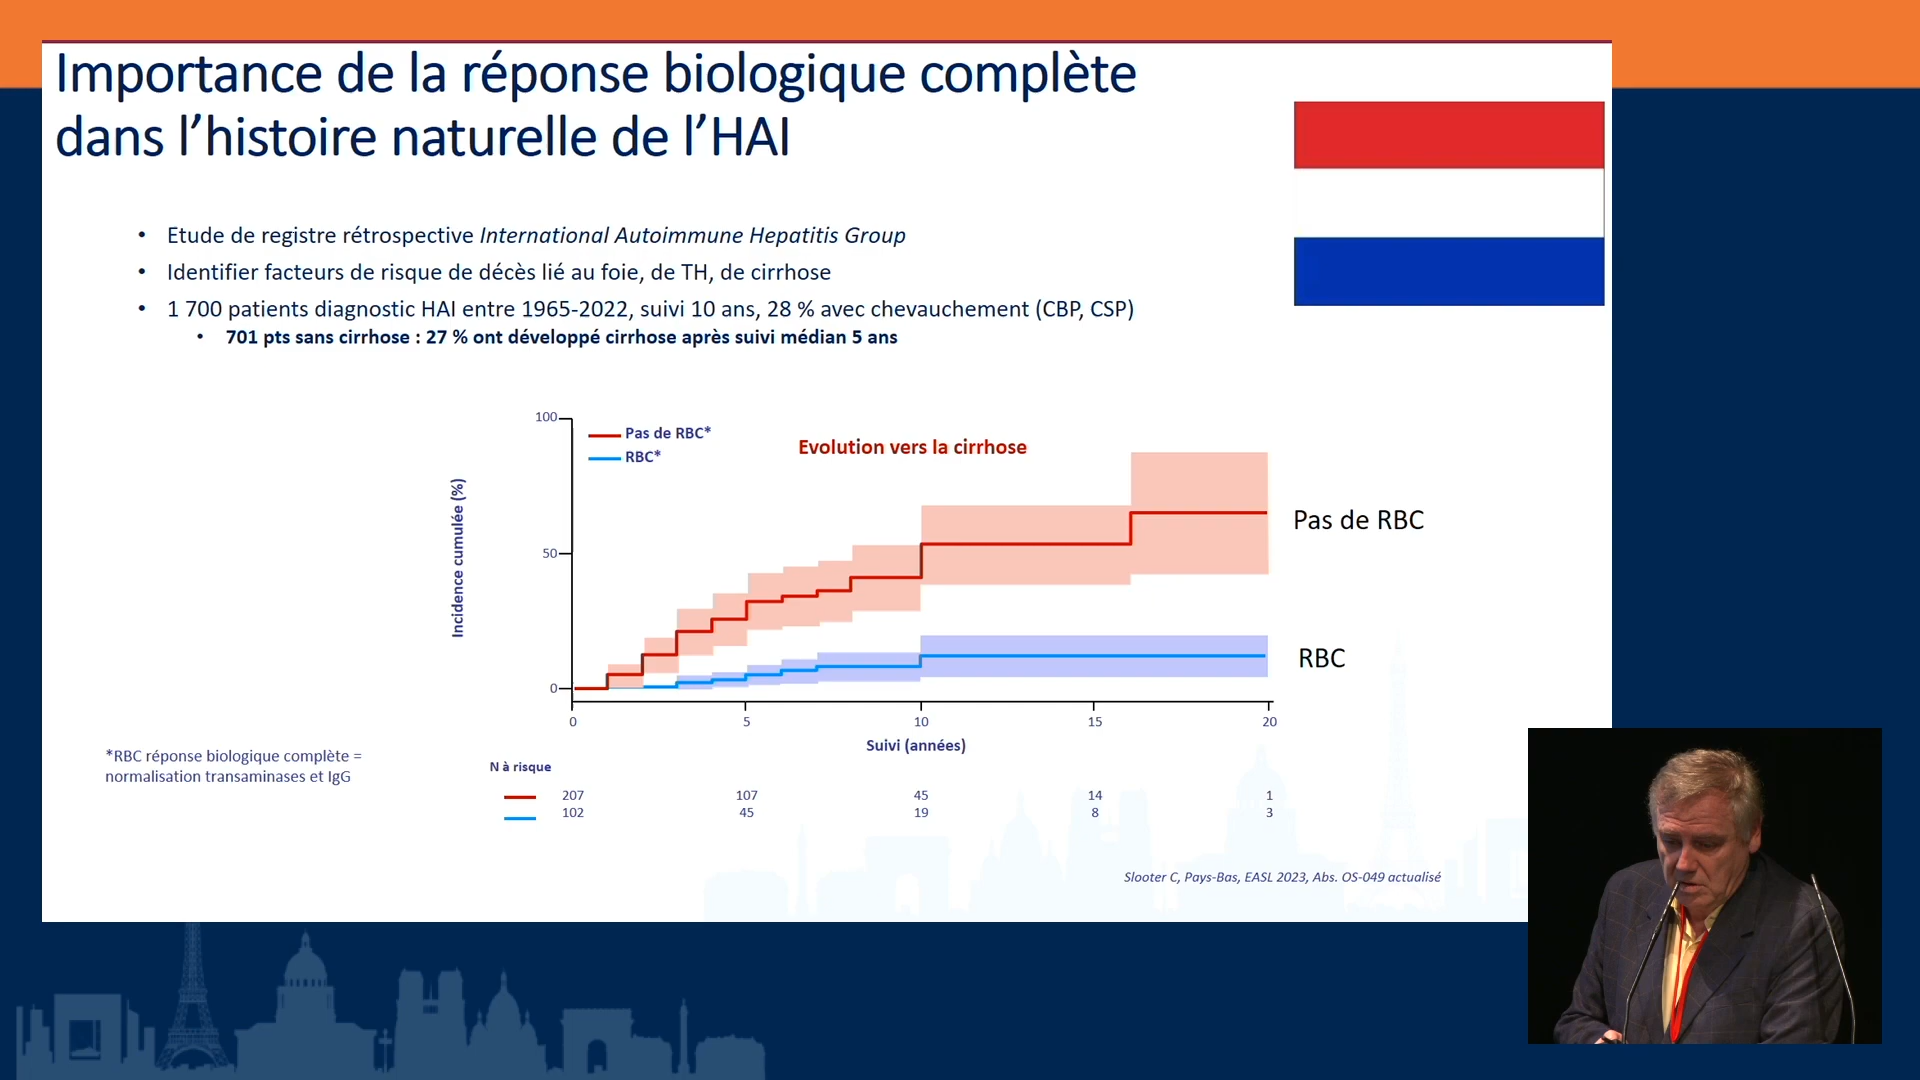 Importance de la réponse biologique complète
dans l’histoire naturelle de l’HAI
• Etude de registre rétrospective International Autoimmune Hepatitis Group
• Identifier facteurs de risque de décès lié au foie, de TH, de cirrhose
• 1 700 patients diagnostic HAI entre 1965-2022, suivi 10 ans, 28 % avec chevauchement (CBP, CSP)
• 701 pts sans cirrhose : 27 % ont développé cirrhose après suivi médian 5 ans
Evolution vers la cirrhose
Pas de RBC*
RBC*
Incidence cumulée (%)
100
50
0
Pas de RBC
RBC
0 5 10 15 20
Suivi (années)
*RBC réponse biologique complète =
normalisation transaminases et IgG
N à risque
207 107 45 14 1
102 45 19 8 3
Slooter C, Pays-Bas, EASL 2023, Abs. OS-049 actualisé